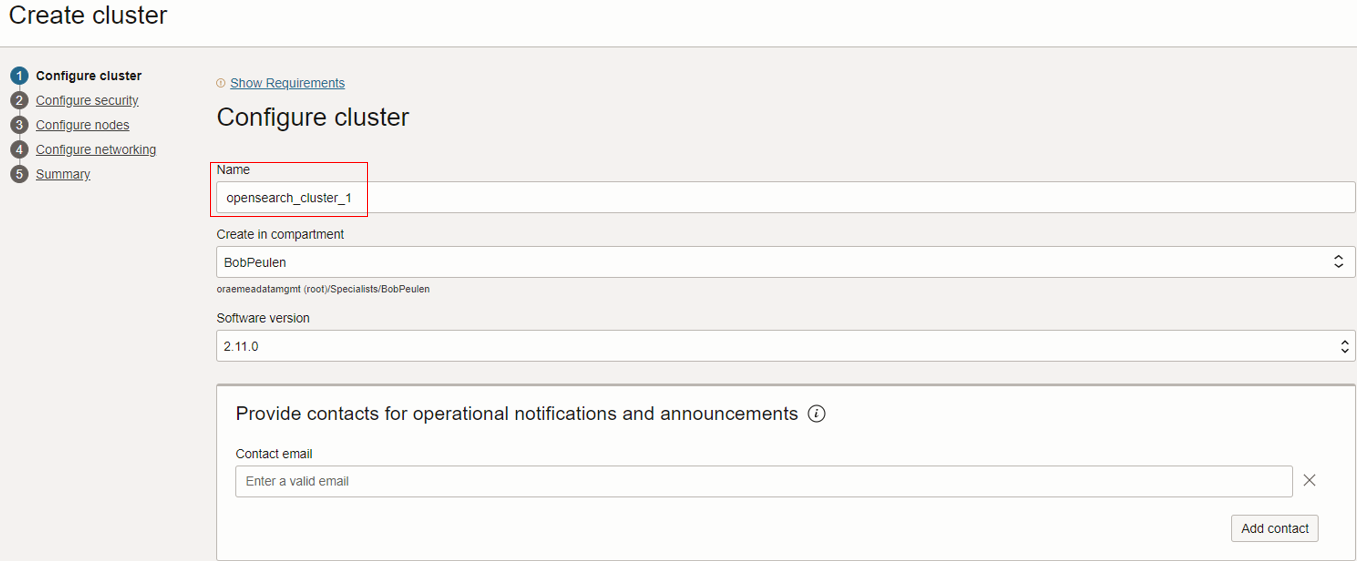 Create cluster
1 Configure cluster
2 Configure security
3 Configure nodes
4 Configure networking
5 Summary
Show Requirements
Configure cluster
Name
opensearch_cluster_1
Create in compartment
BobPeulen
oraemeadatamgmt (root)/Specialists/BobPeulen
Software version
2.11.0
Provide contacts for operational notifications and announcements
Contact email
Enter a valid email
Add contact